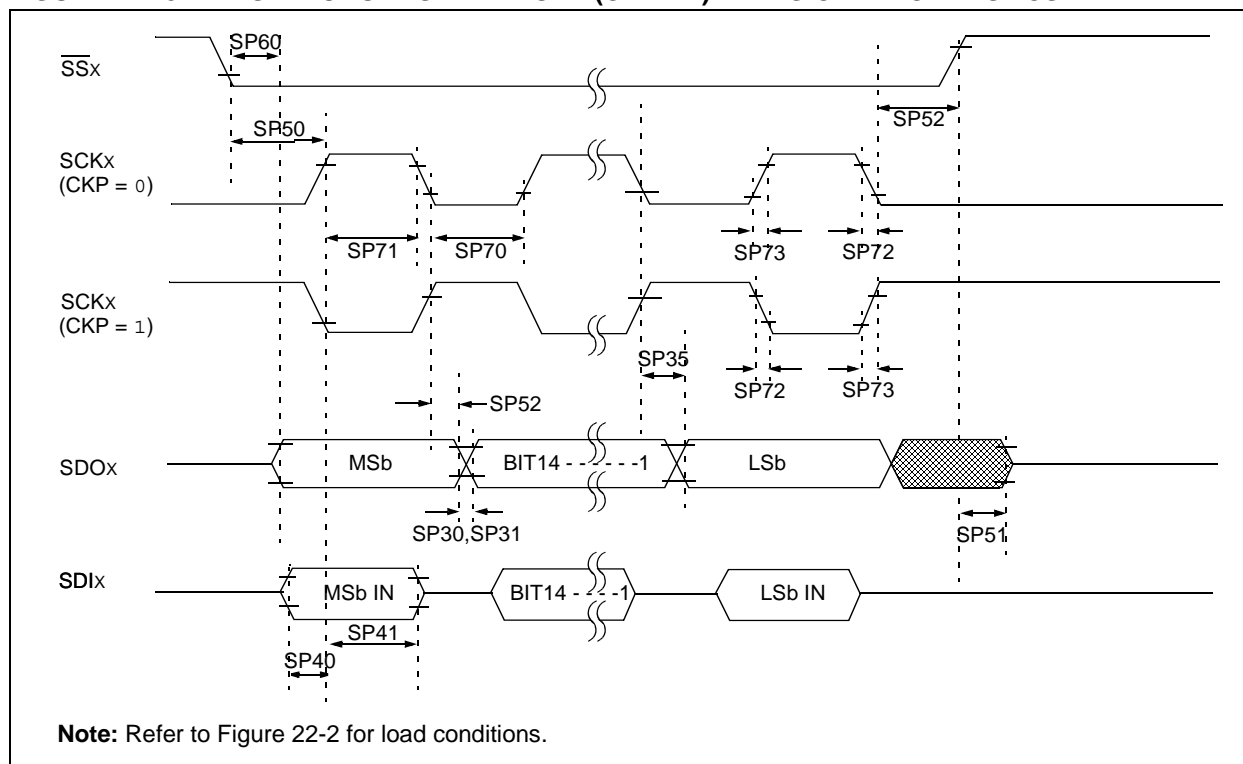 SP60
SSX
SP50
SP52
SCKX
(CKP = 0)
SP71
SP70
SP73
SP72
SCKX
(CKP = 1)
SP35
SP72
SP73
SP52
SDOX
MSb
BIT14 - - - - - -1
LSb
SP30,SP31
SP51
SDIX
MSb IN
BIT14 - - - -1
LSb IN
SP41
SP40
Note: Refer to Figure 22-2 for load conditions.